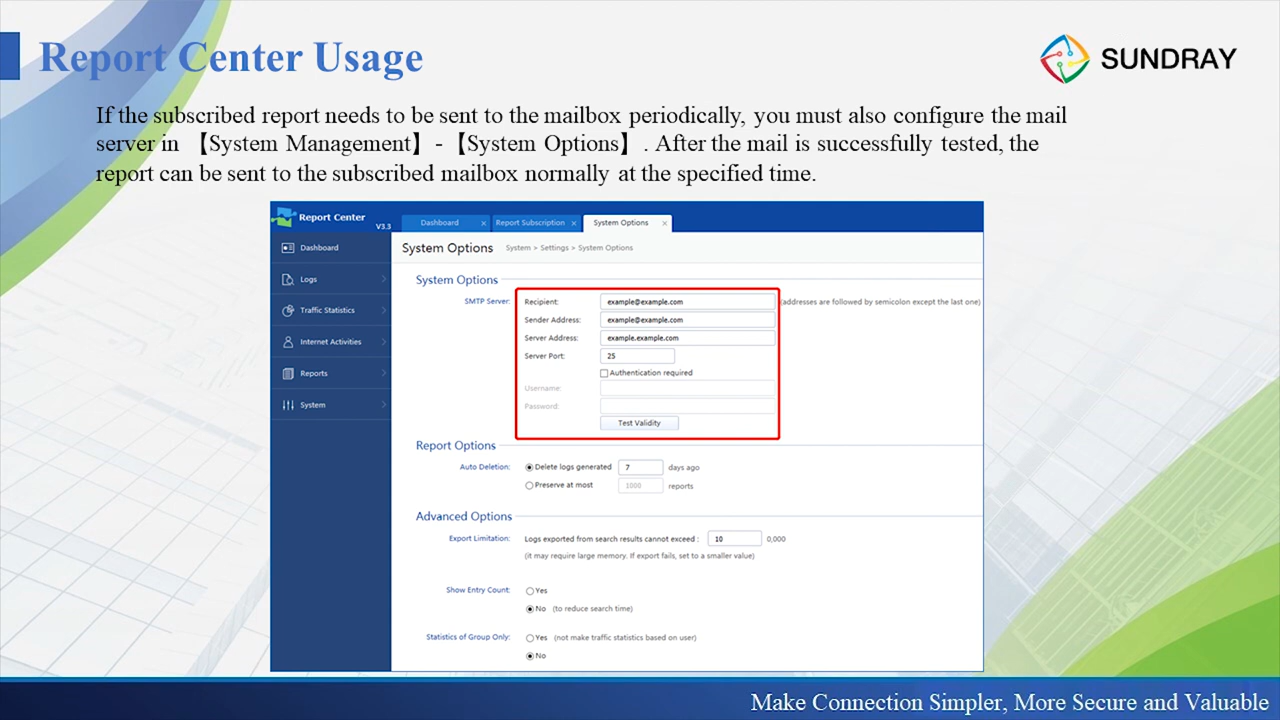 Report Center Usage
SUNDRAY
If the subscribed report needs to be sent to the mailbox periodically, you must also configure the mail
server in 【System Management】 - 【System Options】 . After the mail is successfully tested, the
report can be sent to the subscribed mailbox normally at the specified time.
Report Center V3.3
Dashboard × Report Subscription × System Options ×
Dashboard
Logs
Traffic Statistics
Internet Activities
Reports
System
System Options System > Settings > System Options
System Options
SMTP Server: Recipient: example@example.com (addresses are followed by semicolon except the last one)
Sender Address: example@example.com
Server Address: example.example.com
Server Port: 25
Authentication required
Username:
Password:
Test Validity
Report Options
Auto Deletion: Delete logs generated 7 days ago
Preserve at most 1000 reports
Advanced Options
Export Limitation: Logs exported from search results cannot exceed : 10 0,000
(it may require large memory. If export fails, set to a smaller value)
Show Entry Count: Yes
No (to reduce search time)
Statistics of Group Only: Yes (not make traffic statistics based on user)
No
Make Connection Simpler, More Secure and Valuable